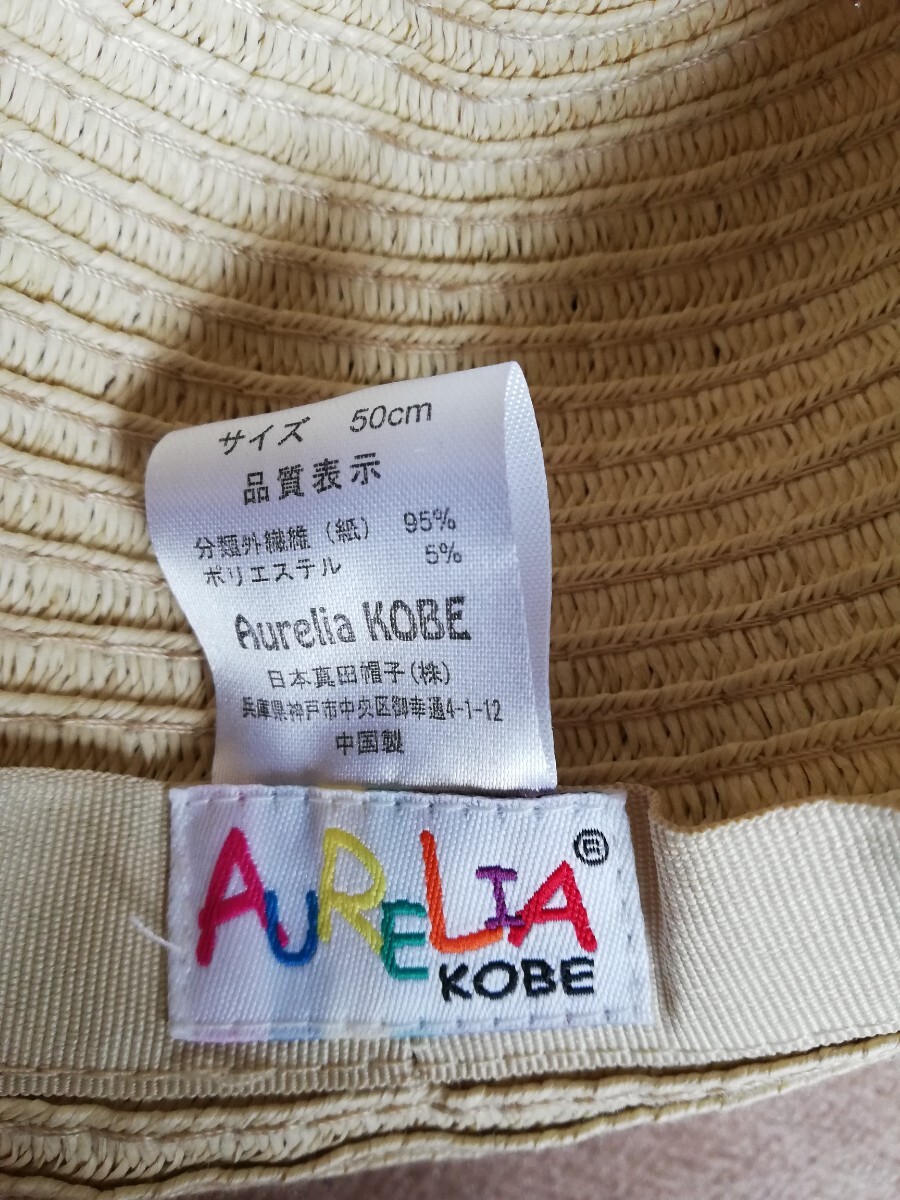 サイズ 50cm
品質表示
分類外繊維(紙) 95%
ポリエステル 5%
Aurelia KOBE
日本真田帽子(株)
兵庫県神戸市中央区御幸通4-1-12
中国製
AURELIA®
KOBE